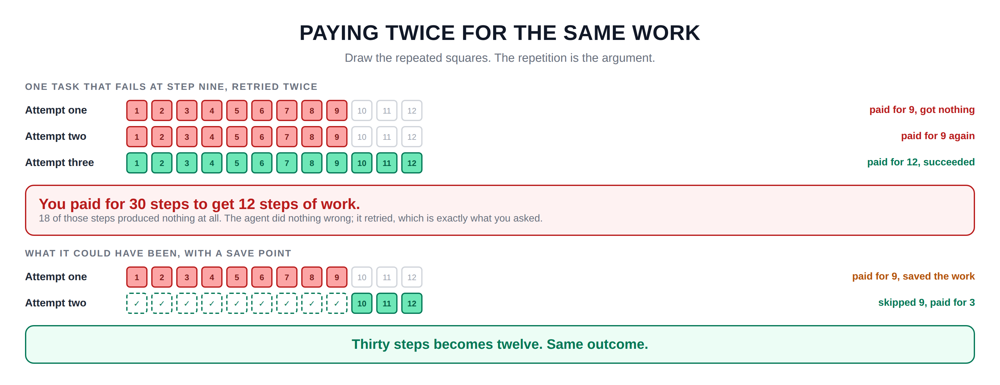 PAYING TWICE FOR THE SAME WORK
Draw the repeated squares. The repetition is the argument.
ONE TASK THAT FAILS AT STEP NINE, RETRIED TWICE
Attempt one 1 2 3 4 5 6 7 8 9 10 11 12 paid for 9, got nothing
Attempt two 1 2 3 4 5 6 7 8 9 10 11 12 paid for 9 again
Attempt three 1 2 3 4 5 6 7 8 9 10 11 12 paid for 12, succeeded
You paid for 30 steps to get 12 steps of work.
18 of those steps produced nothing at all. The agent did nothing wrong; it retried, which is exactly what you asked.
WHAT IT COULD HAVE BEEN, WITH A SAVE POINT
Attempt one 1 2 3 4 5 6 7 8 9 10 11 12 paid for 9, saved the work
Attempt two ✓ ✓ ✓ ✓ ✓ ✓ ✓ ✓ ✓ 10 11 12 skipped 9, paid for 3
Thirty steps becomes twelve. Same outcome.